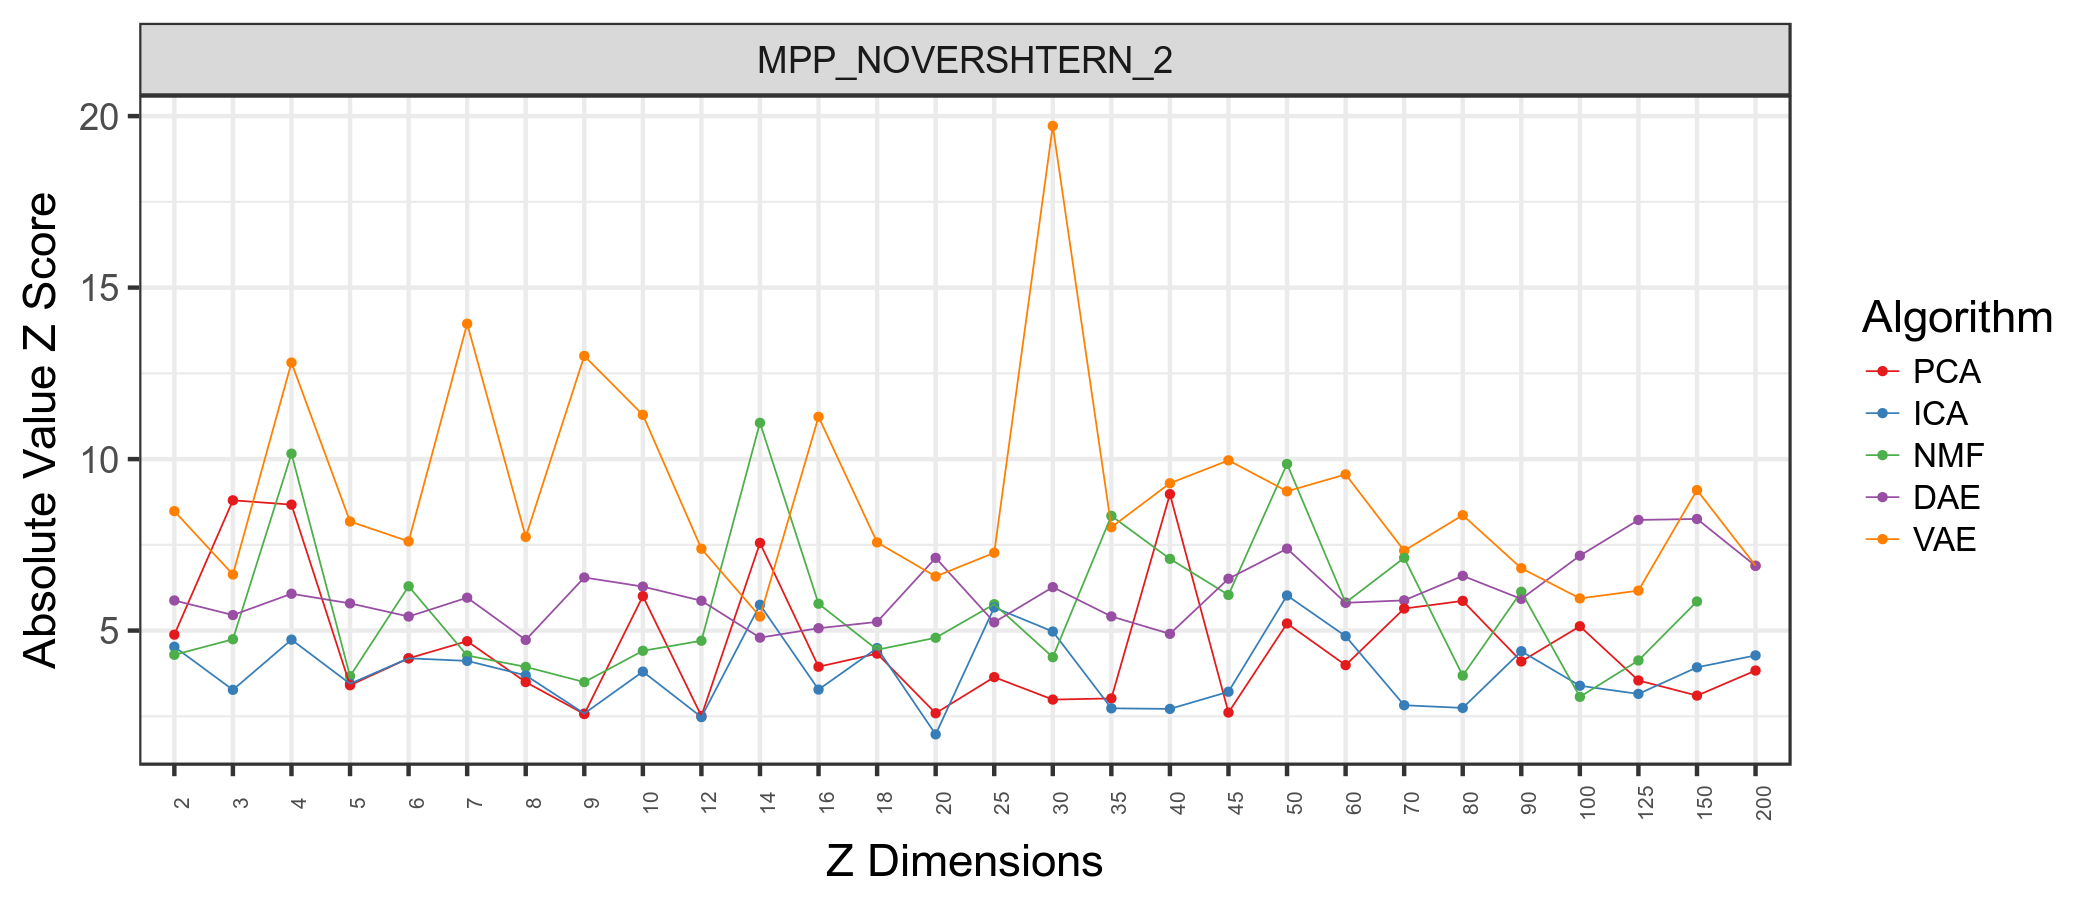 MPP_NOVERSHTERN_2
Absolute Value Z Score
20
15
10
5
2 3 4 5 6 7 8 9 10 12 14 16 18 20 25 30 35 40 45 50 60 70 80 90 100 125 150 200
Z Dimensions
Algorithm
PCA
ICA
NMF
DAE
VAE